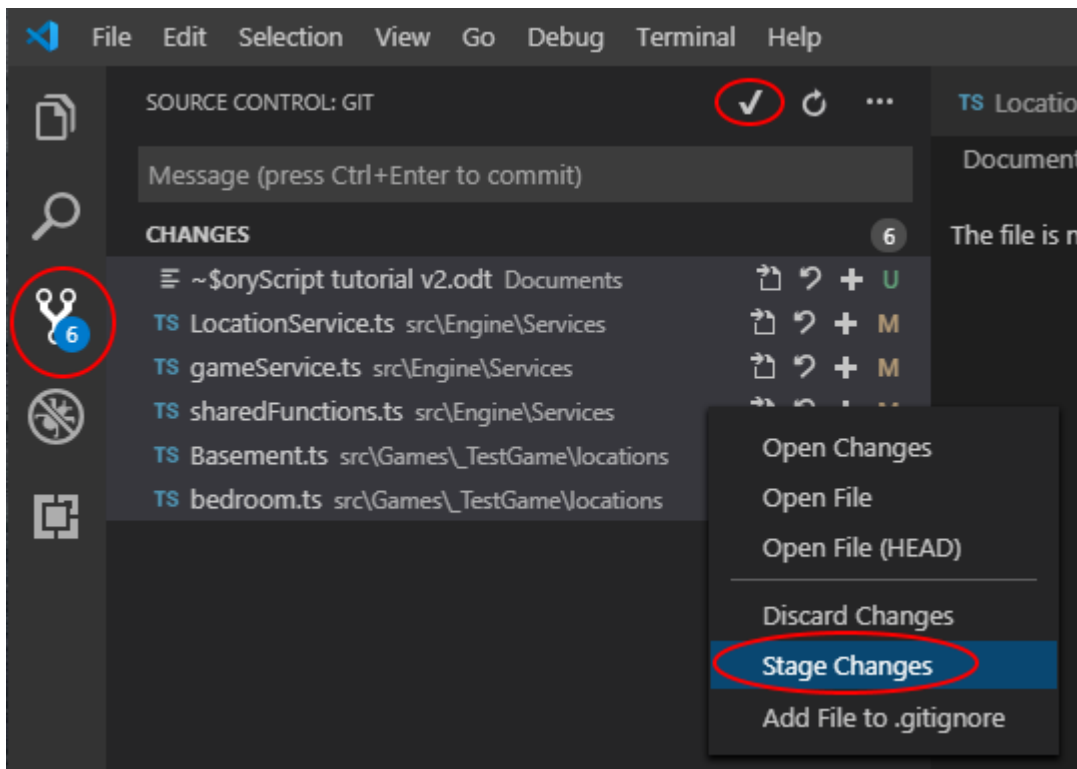 File Edit Selection View Go Debug Terminal Help
SOURCE CONTROL: GIT
TS Locatio
Message (press Ctrl+Enter to commit)
Document
CHANGES 6
The file is n
~$oryScript tutorial v2.odt Documents U
6
TS LocationService.ts src\Engine\Services M
TS gameService.ts src\Engine\Services M
TS sharedFunctions.ts src\Engine\Services
TS Basement.ts src\Games\_TestGame\locations
TS bedroom.ts src\Games\_TestGame\locations
Open Changes
Open File
Open File (HEAD)
Discard Changes
Stage Changes
Add File to .gitignore